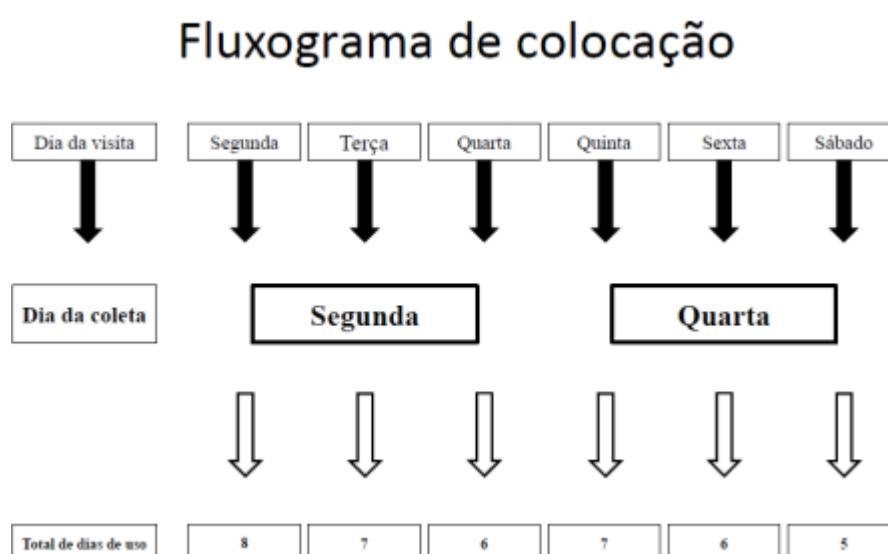 Fluxograma de colocação
Dia da visita Segunda Terça Quarta Quinta Sexta Sábado
Dia da coleta Segunda Quarta
Total de dias de uso 8 7 6 7 6 5